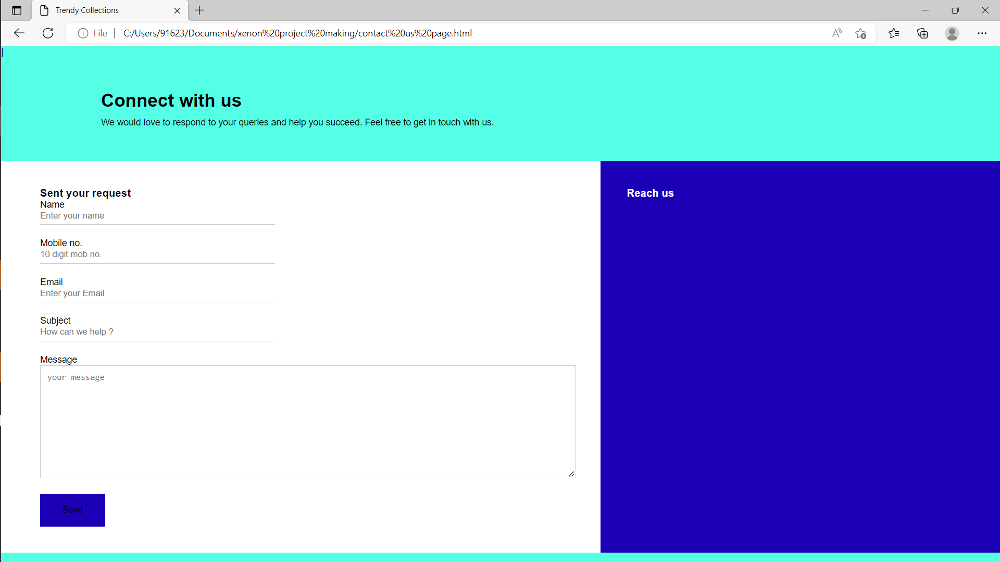 Trendy Collections
File C:/Users/91623/Documents/xenon%20project%20making/contact%20us%20page.html
Connect with us
We would love to respond to your queries and help you succeed. Feel free to get in touch with us.
Sent your request
Name
Enter your name
Mobile no.
10 digit mob no.
Email
Enter your Email
Subject
How can we help ?
Message
your message
Send
Reach us